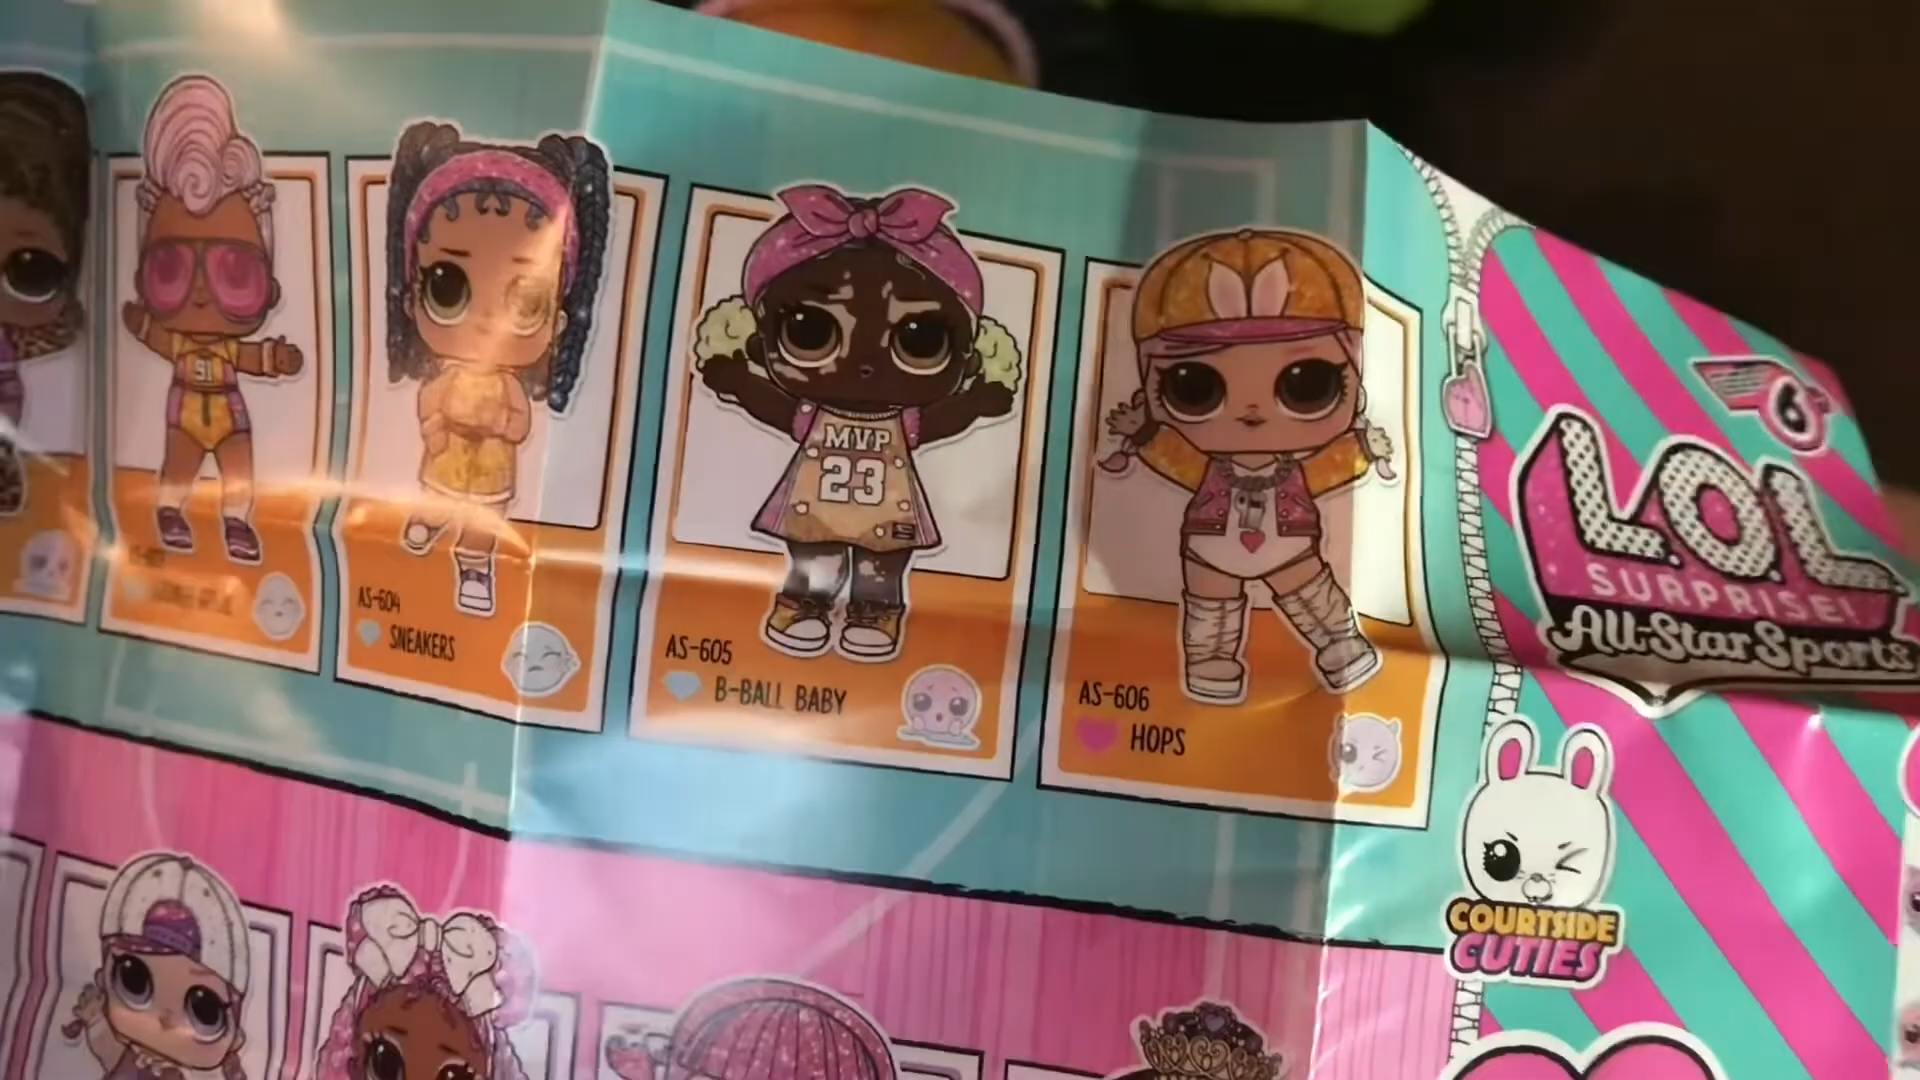 91
AS-604
SNEAKERS
MVP
23
AS-605
B-BALL BABY
AS-606
HOPS
6
L.O.L.
SURPRISE!
All-Star Sports
COURTSIDE
CUTIES